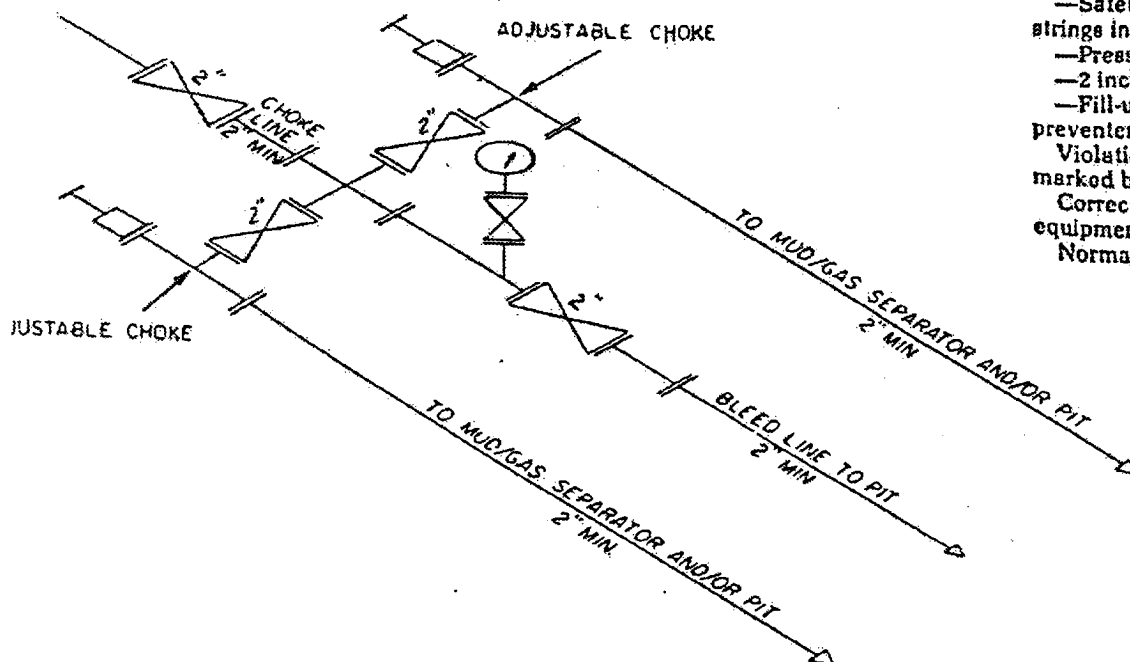 ADJUSTABLE CHOKE
2"
CHOKE
LINE
2" MIN
2"
2"
JUSTABLE CHOKE
2"
TO MUD/GAS SEPARATOR AND/OR PIT
2" MIN
BLEED LINE TO PIT
2" MIN
TO MUD/GAS SEPARATOR AND/OR PIT
2" MIN.
strings in
—Press
—2 inc
—Fill-u
preventer
Violati
marked b
Correc
equipmen
Norma